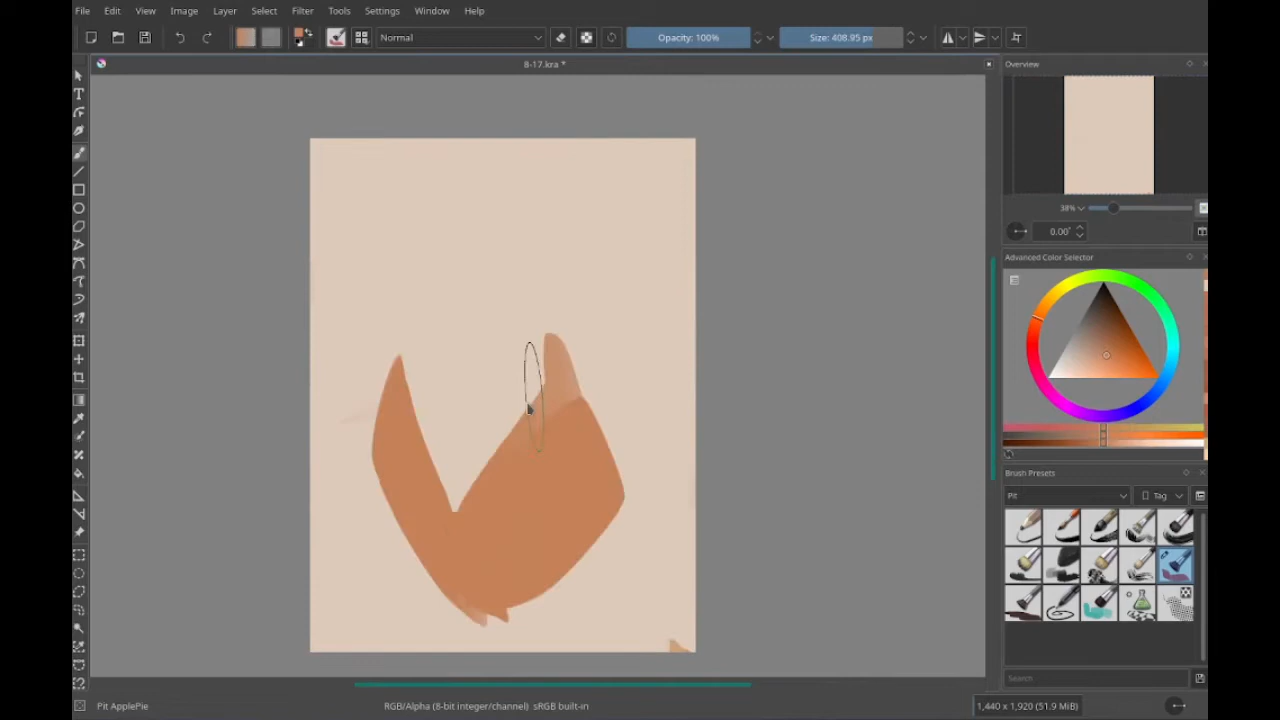 File Edit View Image Layer Select Filter Tools Settings Window Help
Normal Opacity: 100% Size: 408.95 px
8-17.kra *
Overview
38%
0.00°
Advanced Color Selector
Brush Presets
Pit Tag
Search
Pit ApplePie RGB/Alpha (8-bit integer/channel) sRGB built-in 1,440 x 1,920 (51.9 MiB)